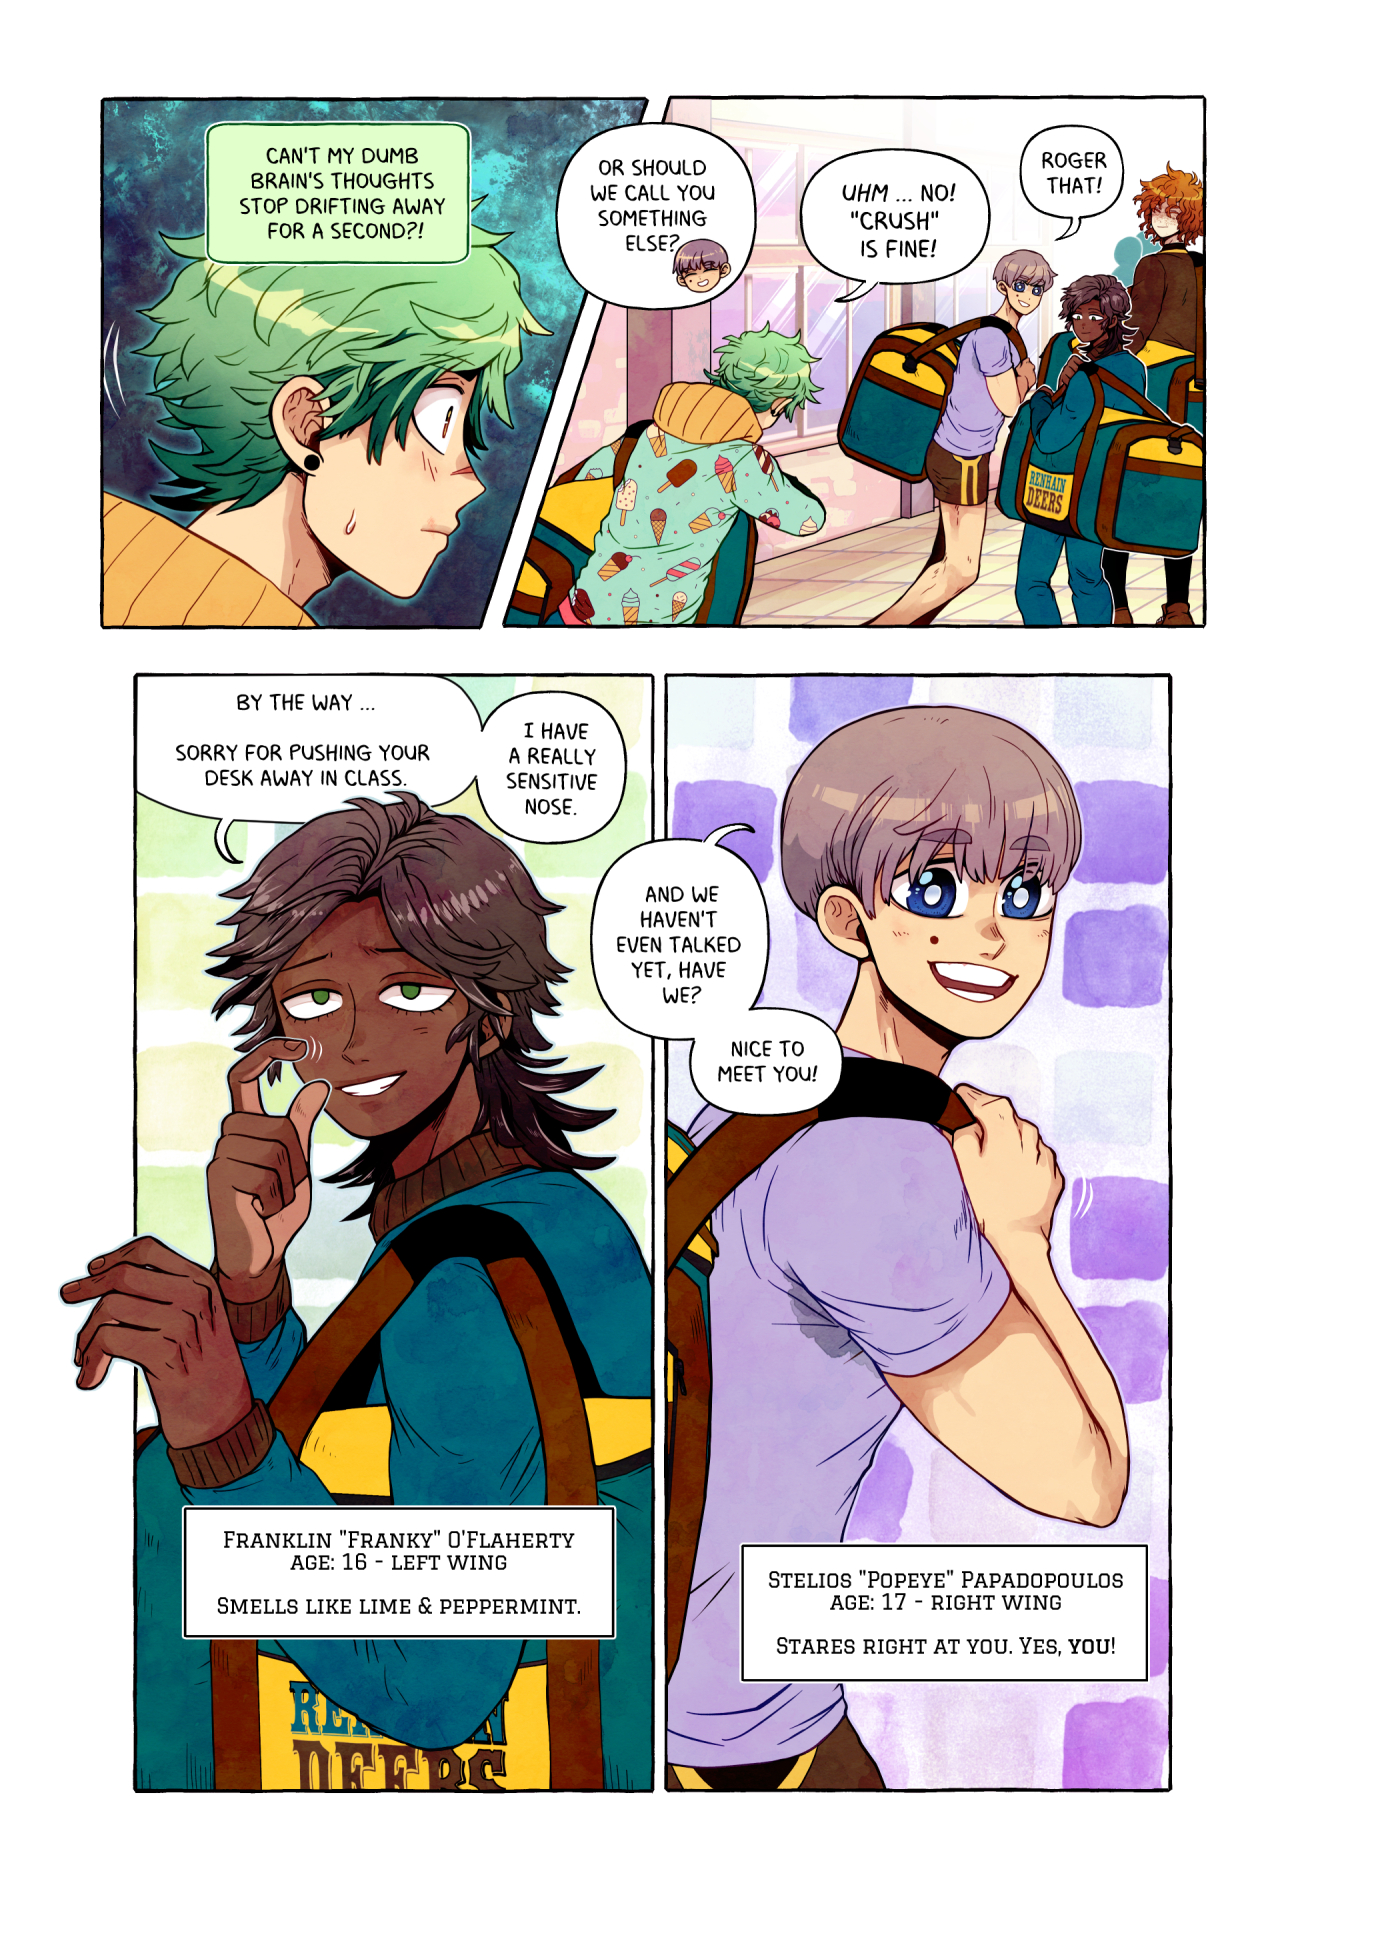 CAN'T MY DUMB
BRAIN'S THOUGHTS
STOP DRIFTING AWAY
FOR A SECOND?!
OR SHOULD
WE CALL YOU
SOMETHING
ELSE?
UHM ... NO!
"CRUSH"
IS FINE!
ROGER
THAT!
RENHAIN
DEERS
BY THE WAY ...
SORRY FOR PUSHING YOUR
DESK AWAY IN CLASS.
I HAVE
A REALLY
SENSITIVE
NOSE.
AND WE
HAVEN'T
EVEN TALKED
YET, HAVE
WE?
NICE TO
MEET YOU!
FRANKLIN "FRANKY" O'FLAHERTY
AGE: 16 - LEFT WING
SMELLS LIKE LIME & PEPPERMINT.
DEERS
STELIOS "POPEYE" PAPADOPOULOS
AGE: 17 - RIGHT WING
STARES RIGHT AT YOU. YES, YOU!